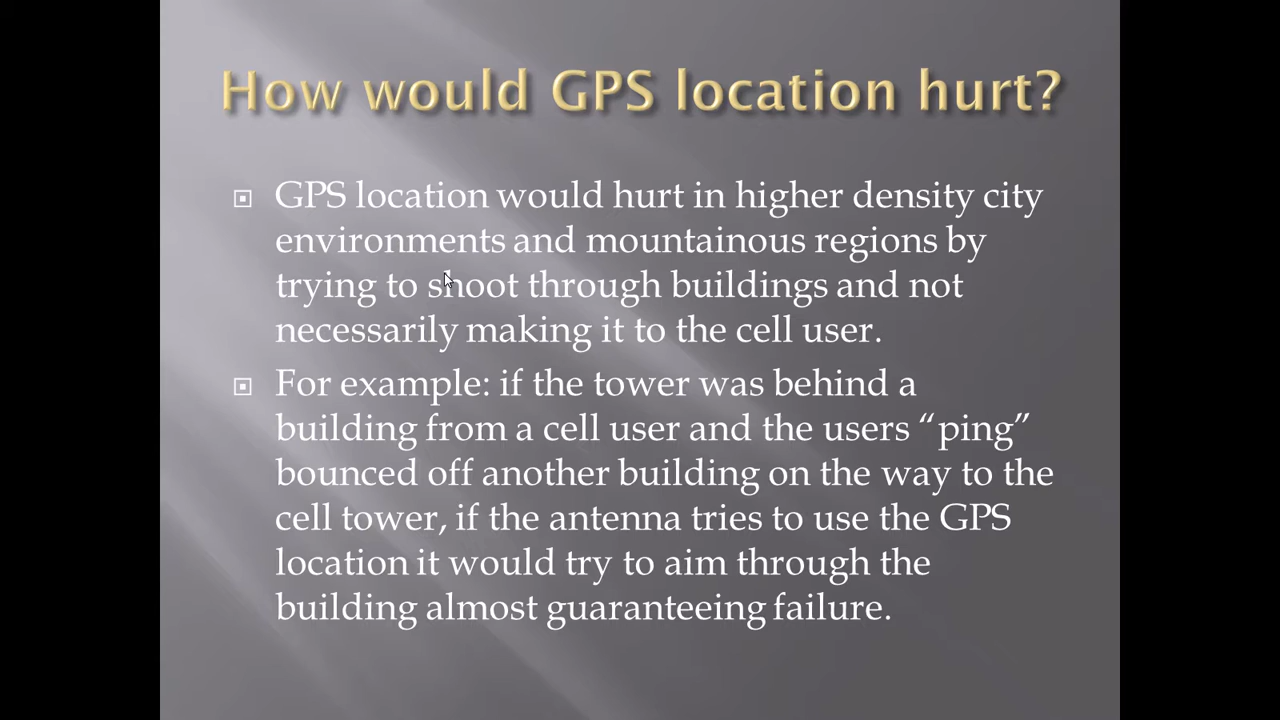 How would GPS location hurt?
GPS location would hurt in higher density city
environments and mountainous regions by
trying to shoot through buildings and not
necessarily making it to the cell user.
For example: if the tower was behind a
building from a cell user and the users “ping”
bounced off another building on the way to the
cell tower, if the antenna tries to use the GPS
location it would try to aim through the
building almost guaranteeing failure.